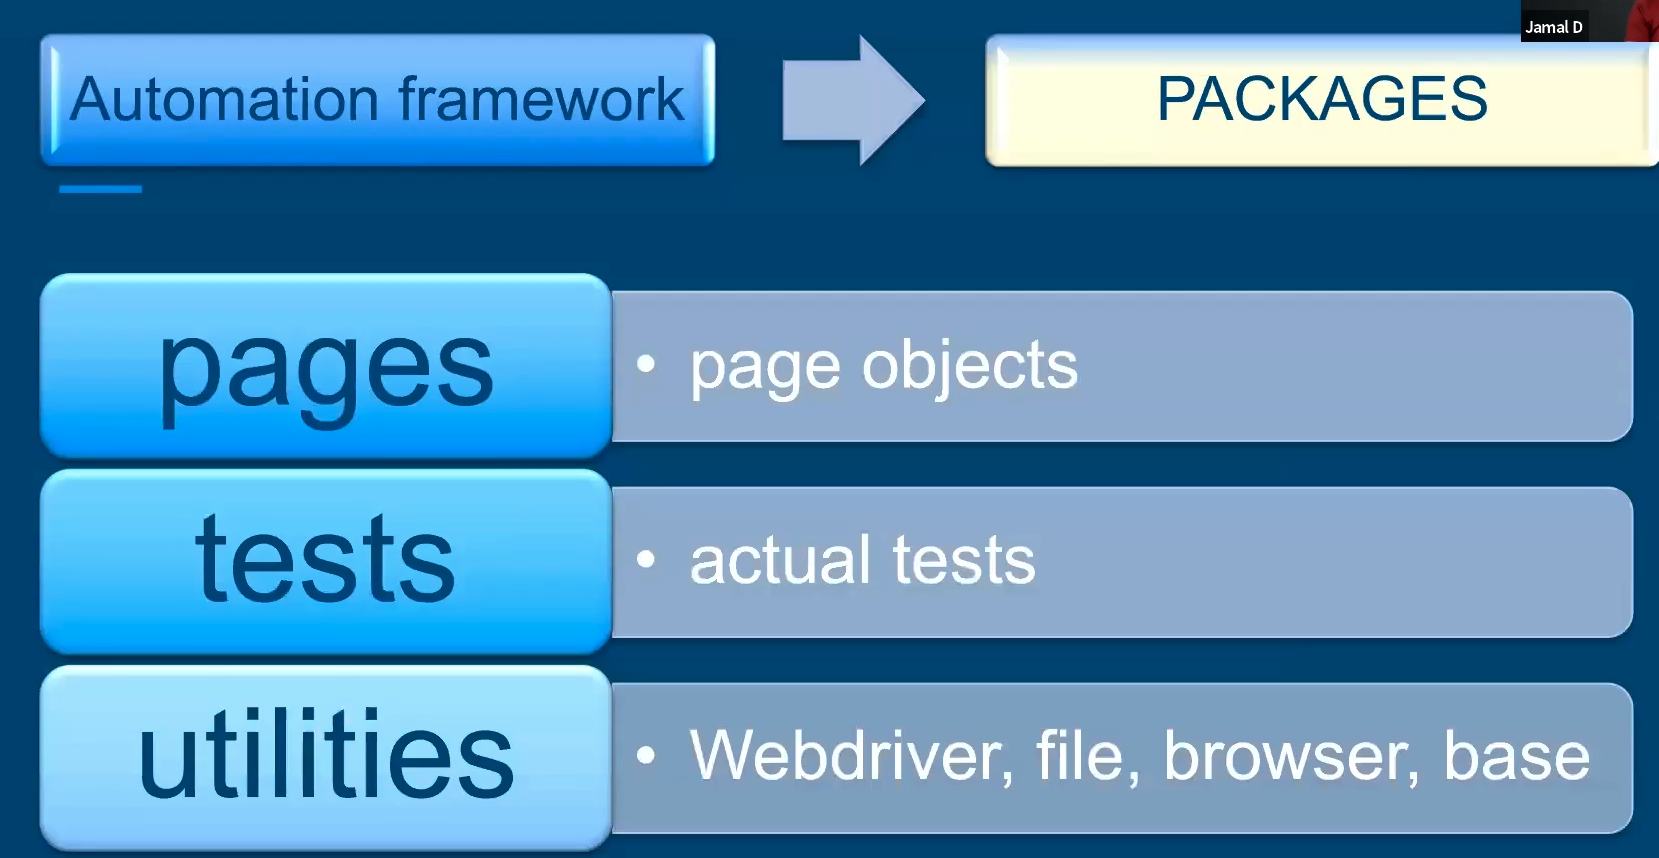 Jamal D
Automation framework
PACKAGES
pages
• page objects
tests
• actual tests
utilities
• Webdriver, file, browser, base